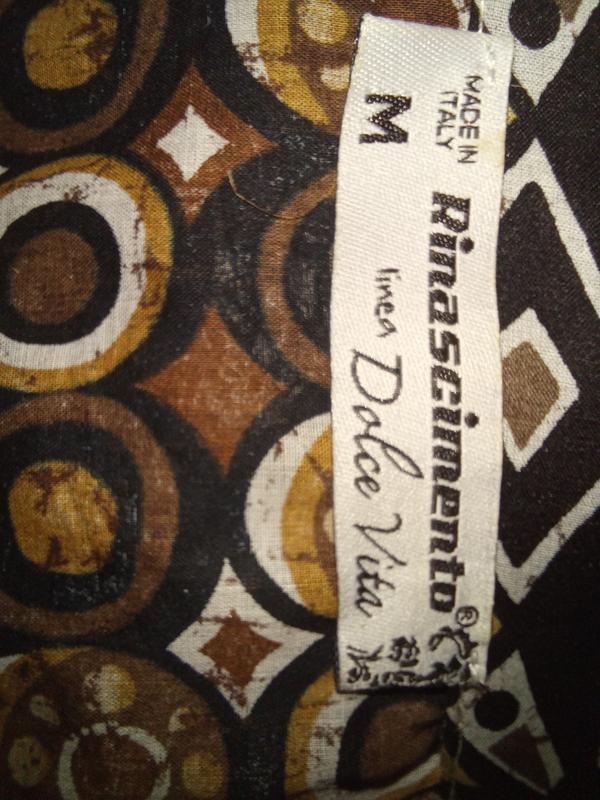 MADE IN
ITALY
M
Rinascimento®
linea Dolce Vita